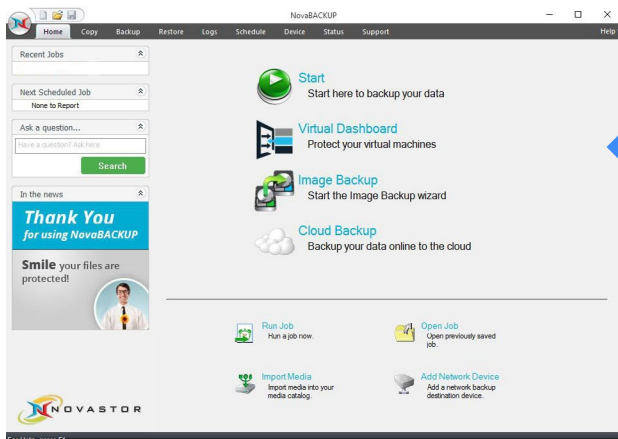 NovaBACKUP
Home Copy Backup Restore Logs Schedule Device Status Support Help
Recent Jobs
Next Scheduled Job
None to Report
Ask a question...
Have a question? Ask here
Search
In the news
Thank You
for using NovaBACKUP
Smile your files are
protected!
NOVASTOR
Start
Start here to backup your data
Virtual Dashboard
Protect your virtual machines
Image Backup
Start the Image Backup wizard
Cloud Backup
Backup your data online to the cloud
Run Job
Run a job now.
Open Job
Open previously saved
job.
Import Media
Import media into your
media catalog.
Add Network Device
Add a network backup
destination device.